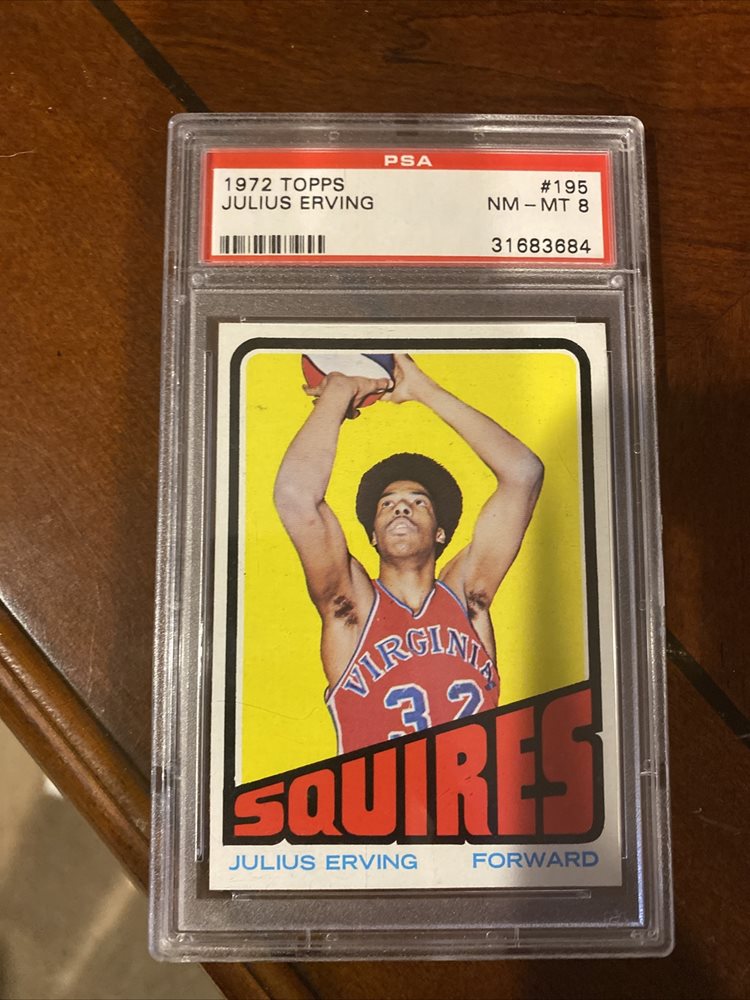 PSA
1972 TOPPS #195
JULIUS ERVING NM - MT 8
31683684
VIRGINIA
32
SQUIRES
JULIUS ERVING FORWARD